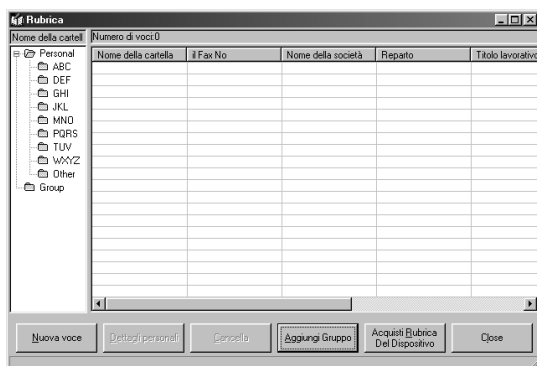 Rubrica
Nome della cartell
Numero di voci:0
Personal
ABC
DEF
GHI
JKL
MNO
PQRS
TUV
WXYZ
Other
Group
Nome della cartella
il Fax No
Nome della società
Reparto
Titolo lavorativo
Nuova voce
Dettagli personali
Cancella
Aggiungi Gruppo
Acquisti Rubrica
Del Dispositivo
Close